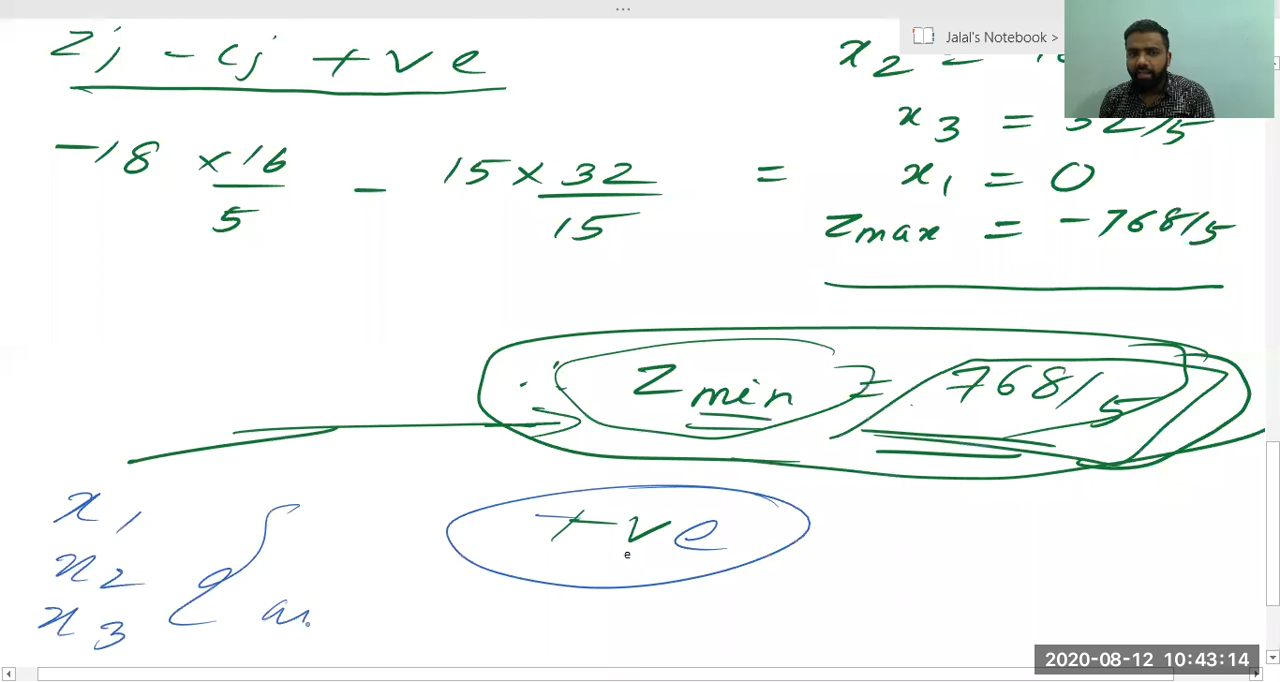 Jalal's Notebook >
zj - cj +ve
x2 =
x3 = 32/5
-18 × 16/5 - 15 × 32/15 =
x1 = 0
Zmax = -768/5
∴ Zmin = 768/5
x1
x2
x3
+ve
e
2020-08-12 10:43:14